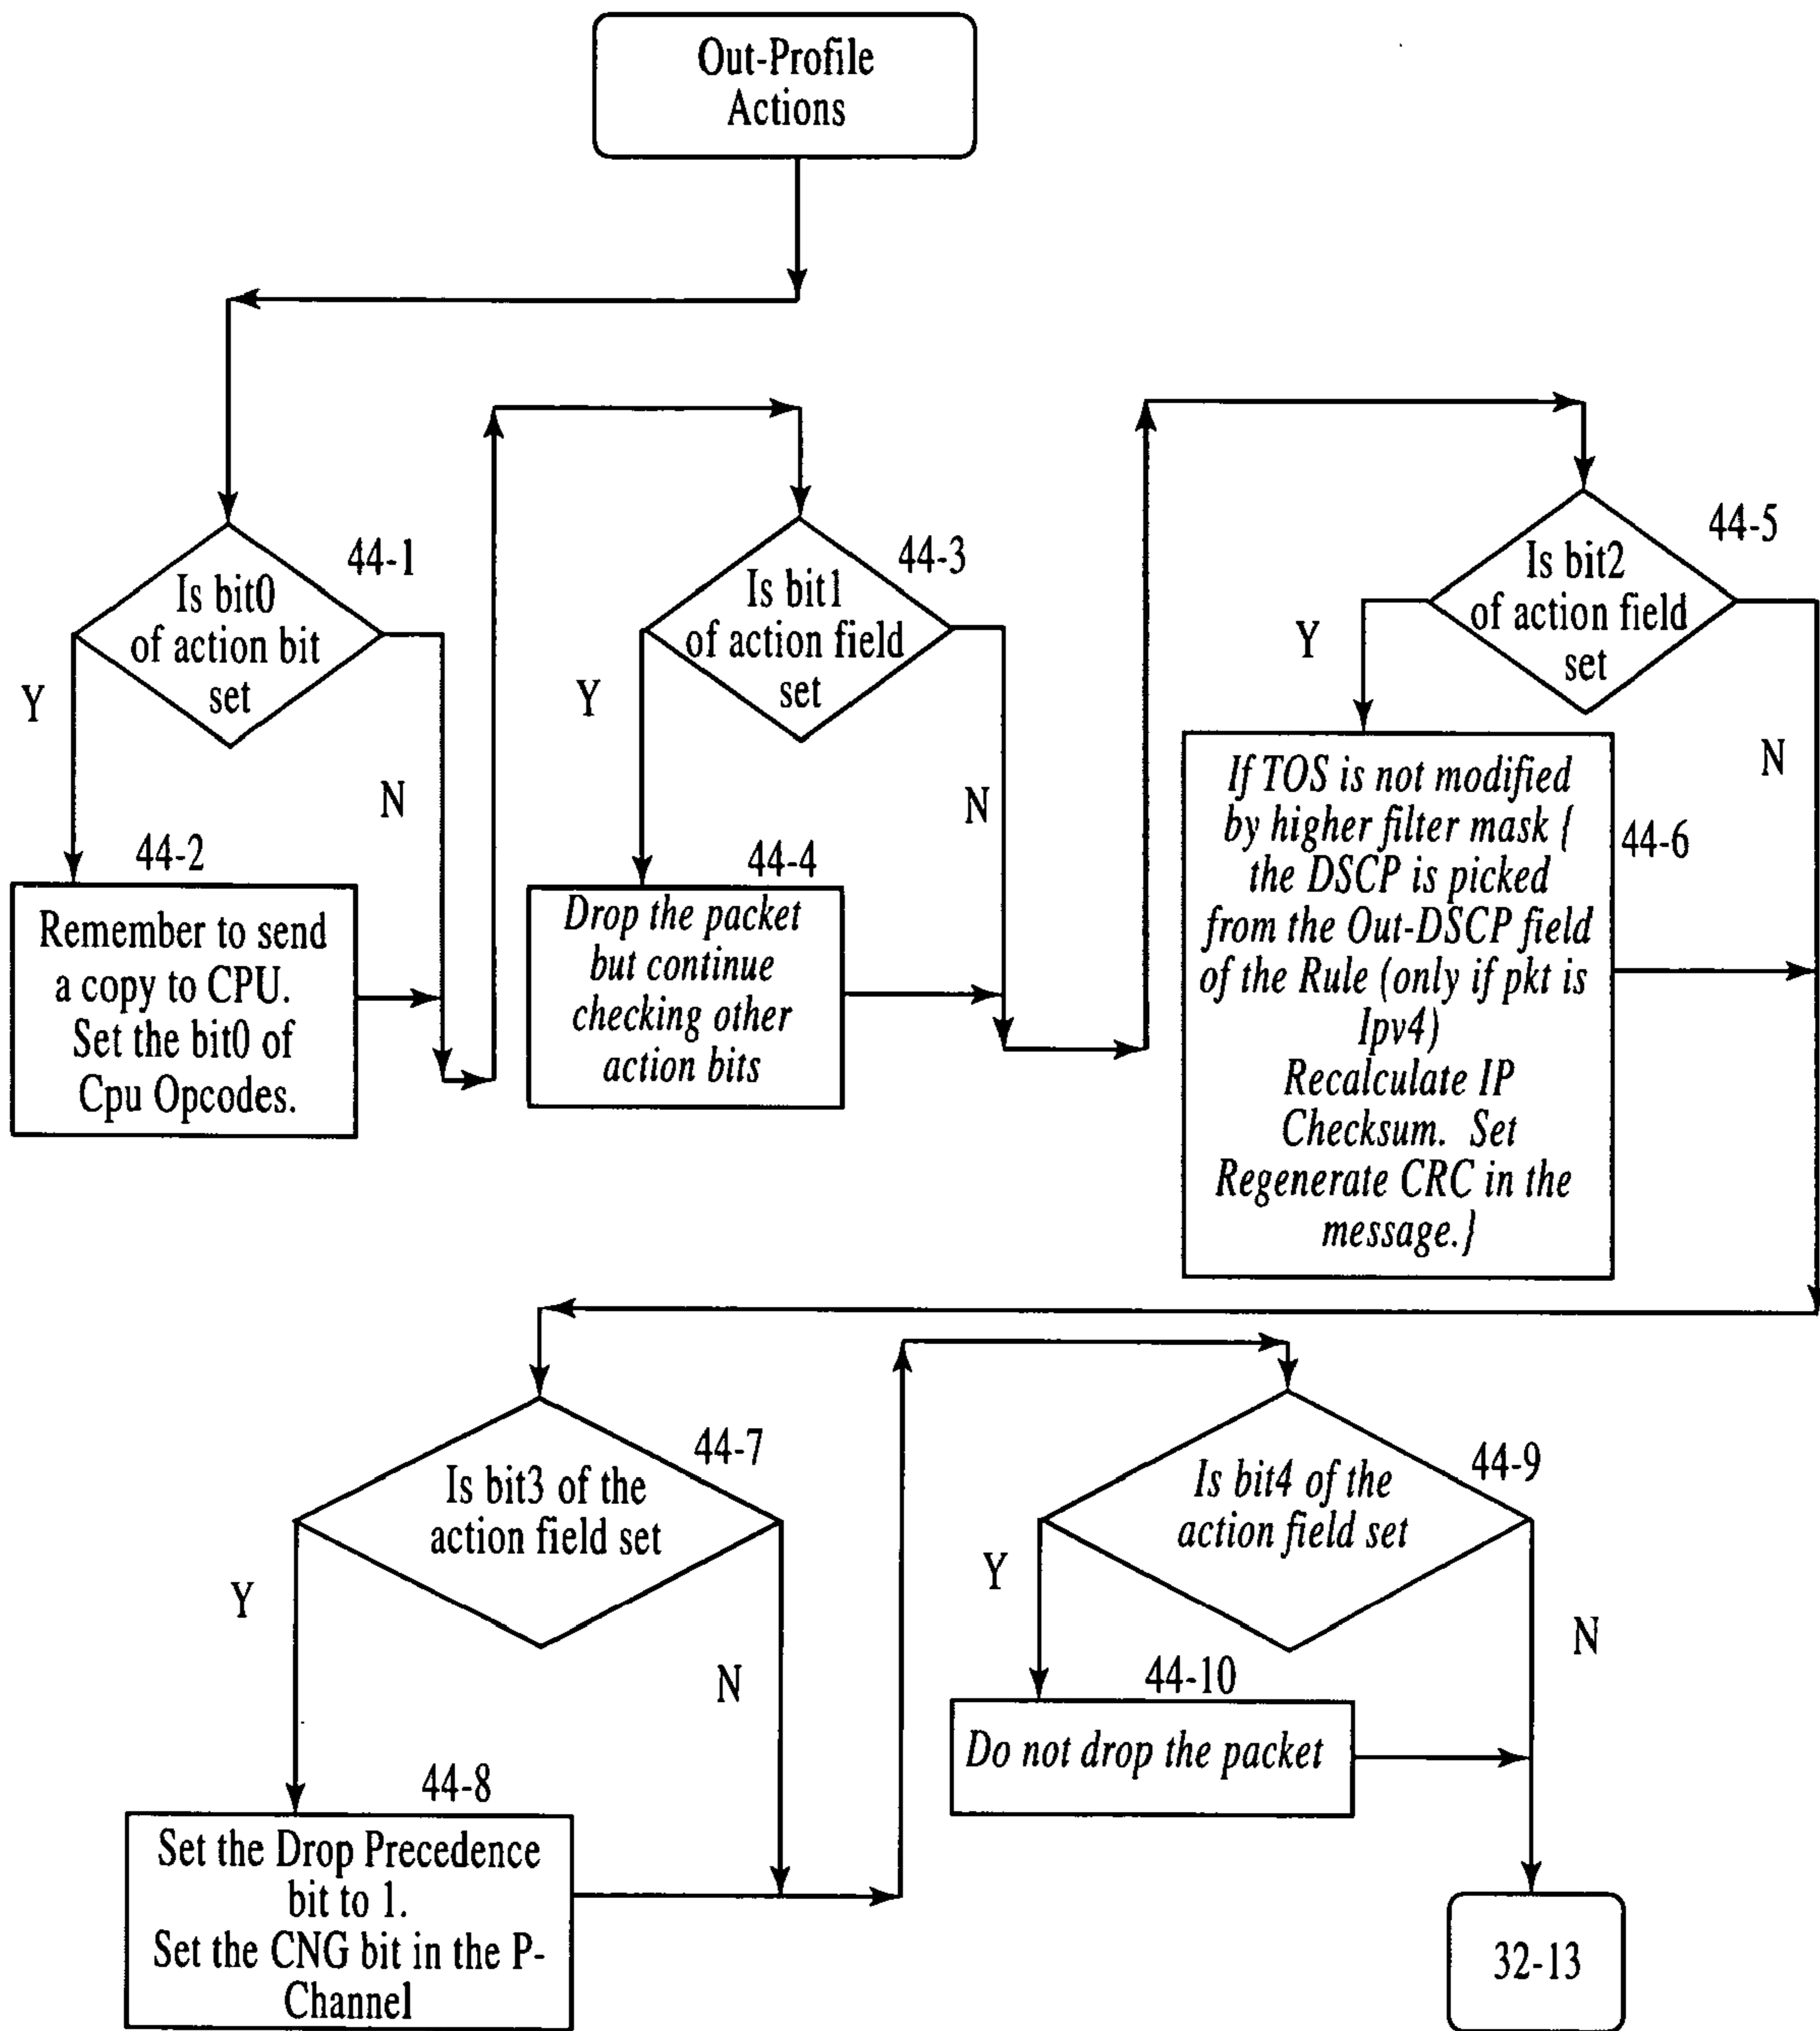 Out-Profile
Actions
44-1
Is bit0
of action bit
set
Y
N
44-2
Remember to send
a copy to CPU.
Set the bit0 of
Cpu Opcodes.
44-3
Is bit1
of action field
set
Y
N
44-4
Drop the packet
but continue
checking other
action bits
44-5
Is bit2
of action field
set
Y
N
If TOS is not modified
by higher filter mask {
the DSCP is picked
from the Out-DSCP field
of the Rule (only if pkt is
Ipv4)
Recalculate IP
Checksum. Set
Regenerate CRC in the
message.}
44-6
44-7
Is bit3 of the
action field set
Y
N
44-8
Set the Drop Precedence
bit to 1.
Set the CNG bit in the P-
Channel
44-9
Is bit4 of the
action field set
Y
N
44-10
Do not drop the packet
32-13